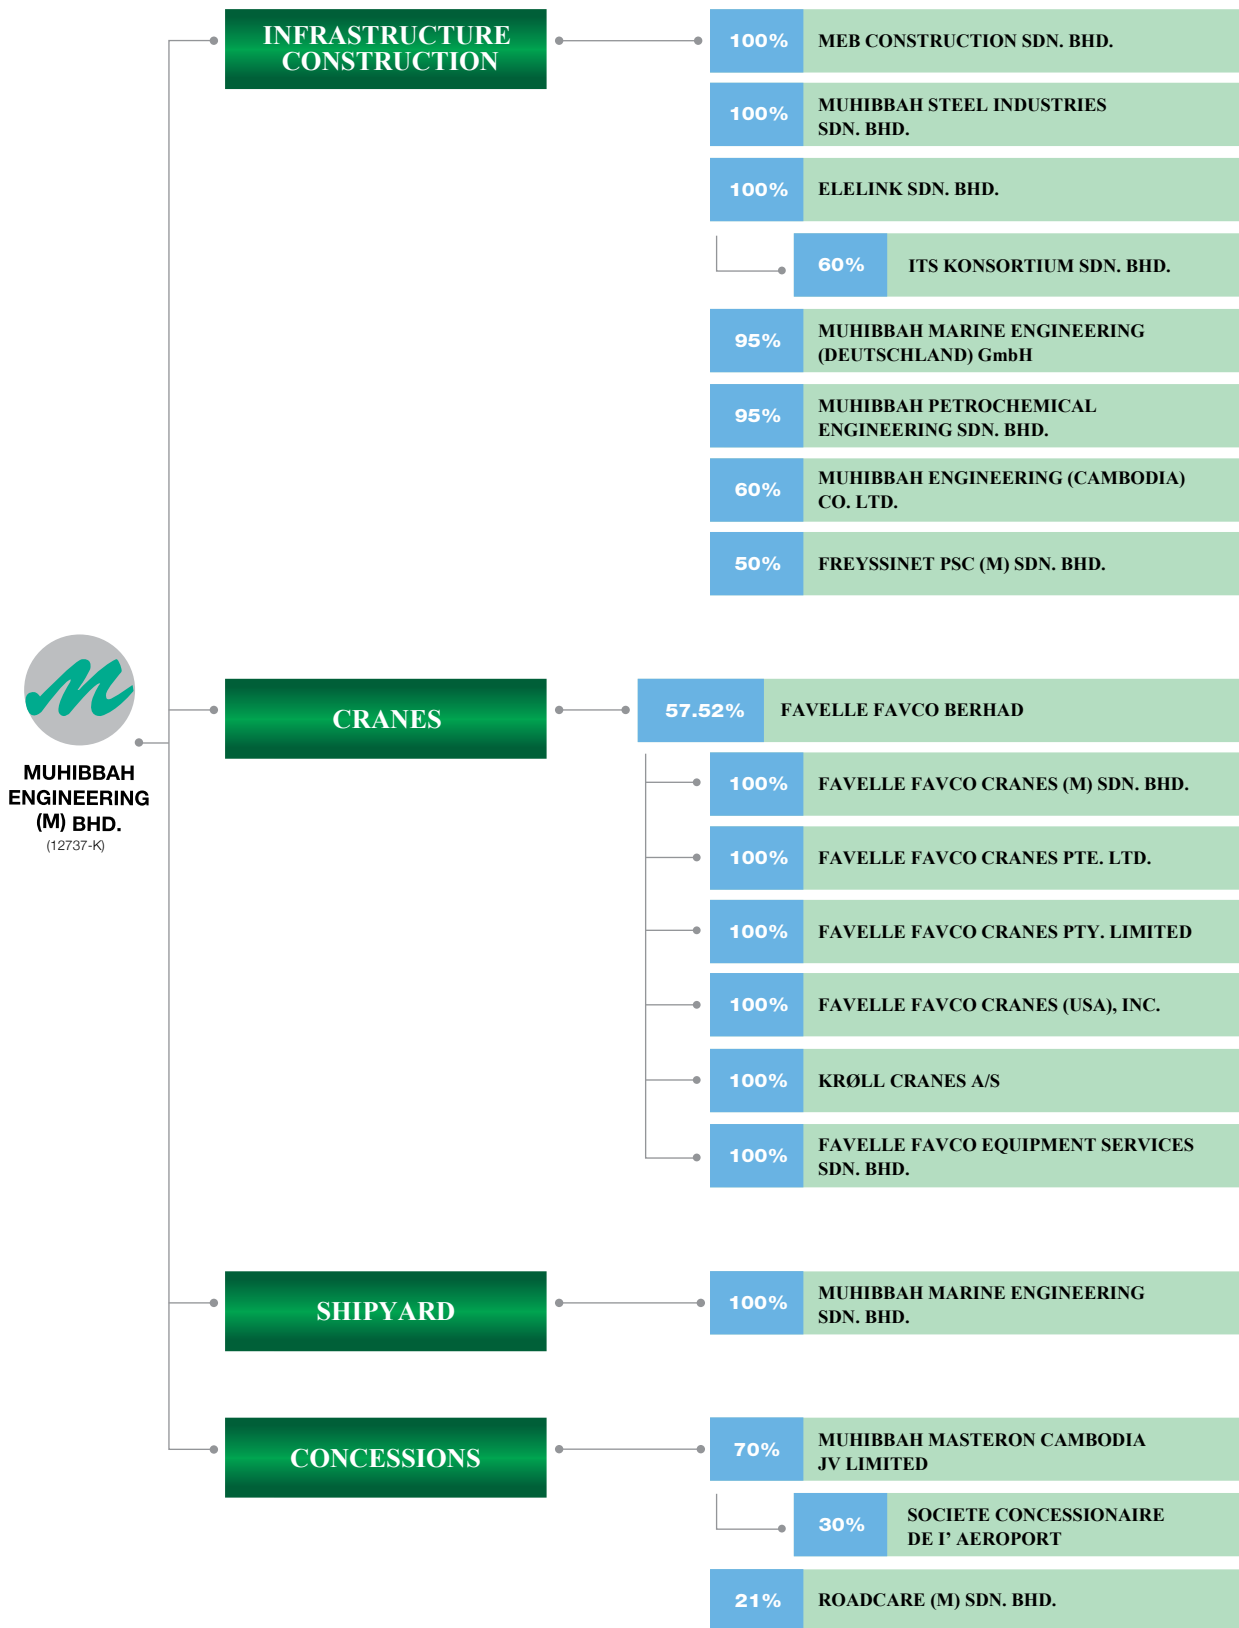 INFRASTRUCTURE
CONSTRUCTION
100%
MEB CONSTRUCTION SDN. BHD.
100%
MUHIBBAH STEEL INDUSTRIES
SDN. BHD.
100%
ELELINK SDN. BHD.
60%
ITS KONSORTIUM SDN. BHD.
95%
MUHIBBAH MARINE ENGINEERING
(DEUTSCHLAND) GmbH
95%
MUHIBBAH PETROCHEMICAL
ENGINEERING SDN. BHD.
60%
MUHIBBAH ENGINEERING (CAMBODIA)
CO. LTD.
50%
FREYSSINET PSC (M) SDN. BHD.
MUHIBBAH
ENGINEERING
(M) BHD.
(12737-K)
CRANES
57.52%
FAVELLE FAVCO BERHAD
100%
FAVELLE FAVCO CRANES (M) SDN. BHD.
100%
FAVELLE FAVCO CRANES PTE. LTD.
100%
FAVELLE FAVCO CRANES PTY. LIMITED
100%
FAVELLE FAVCO CRANES (USA), INC.
100%
KRØLL CRANES A/S
100%
FAVELLE FAVCO EQUIPMENT SERVICES
SDN. BHD.
SHIPYARD
100%
MUHIBBAH MARINE ENGINEERING
SDN. BHD.
CONCESSIONS
70%
MUHIBBAH MASTERON CAMBODIA
JV LIMITED
30%
SOCIETE CONCESSIONAIRE
DE I’ AEROPORT
21%
ROADCARE (M) SDN. BHD.